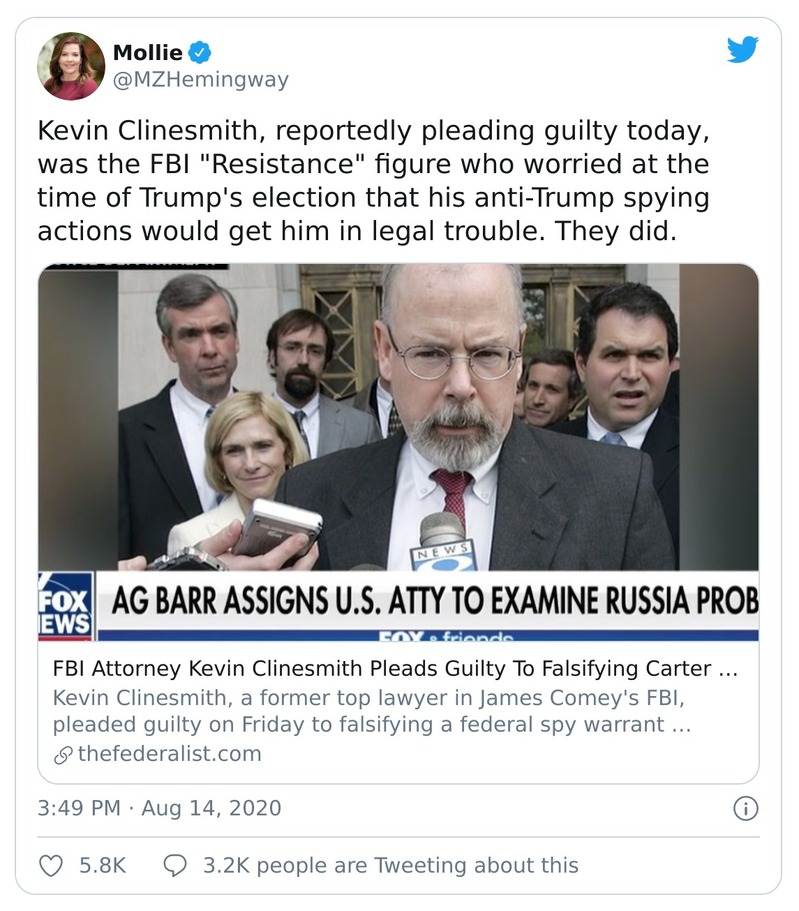 Mollie
@MZHemingway
Kevin Clinesmith, reportedly pleading guilty today,
was the FBI "Resistance" figure who worried at the
time of Trump's election that his anti-Trump spying
actions would get him in legal trouble. They did.
NEWS
FOX
EWS
AG BARR ASSIGNS U.S. ATTY TO EXAMINE RUSSIA PROB
FOX & friends
FBI Attorney Kevin Clinesmith Pleads Guilty To Falsifying Carter ...
Kevin Clinesmith, a former top lawyer in James Comey's FBI,
pleaded guilty on Friday to falsifying a federal spy warrant ...
thefederalist.com
3:49 PM · Aug 14, 2020
5.8K
3.2K people are Tweeting about this